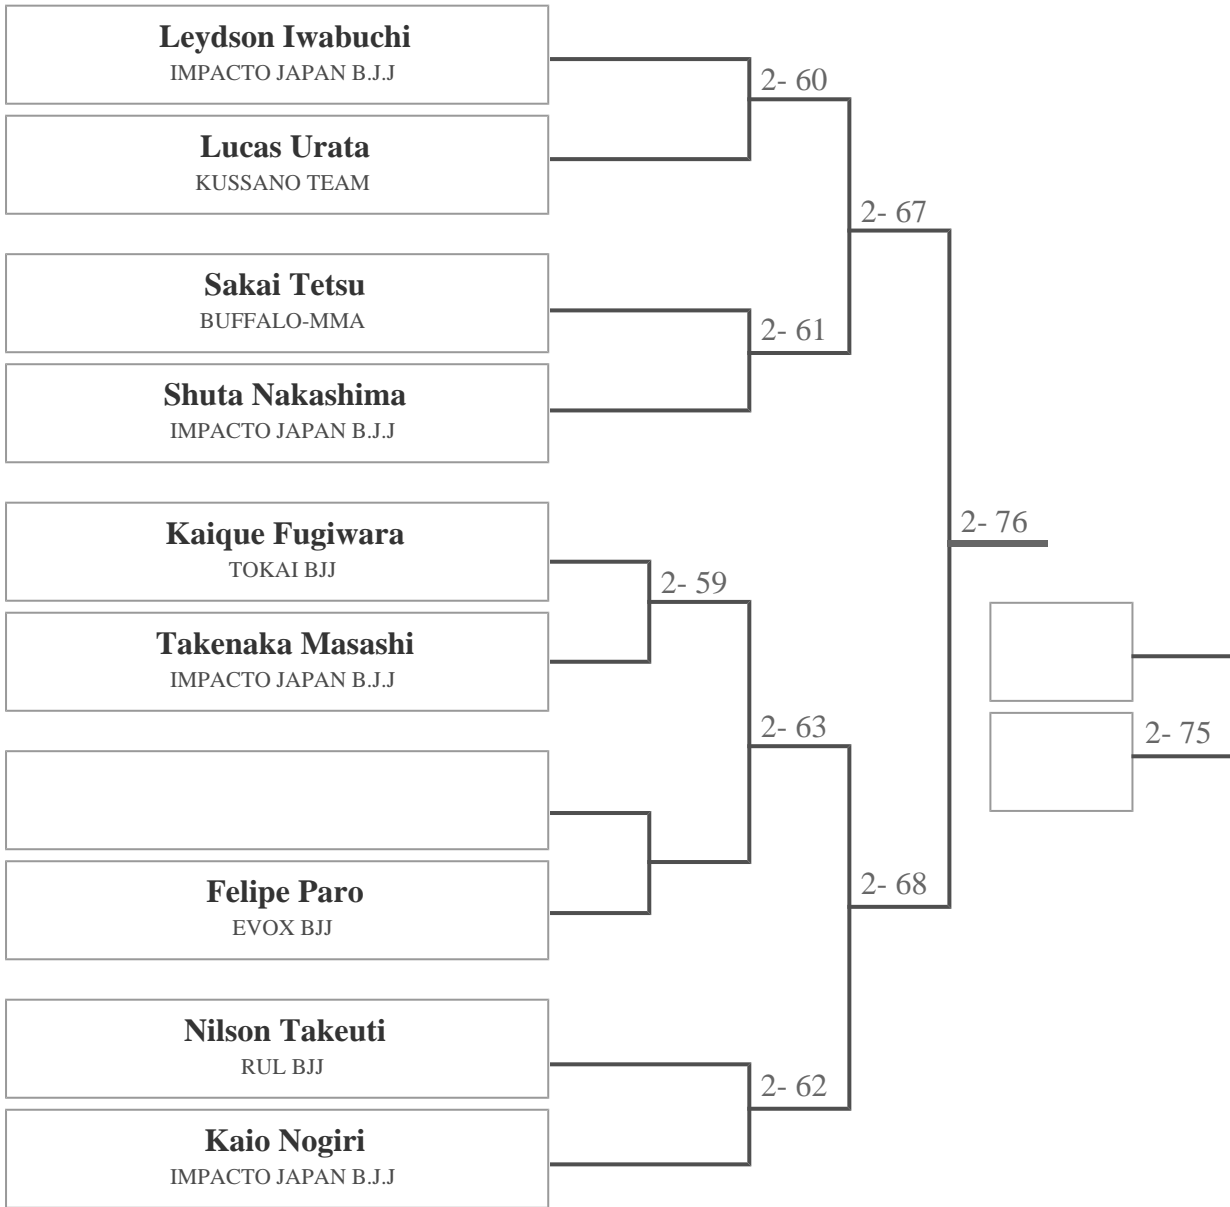 Leydson Iwabuchi
IMPACTO JAPAN B.J.J
2- 60
Lucas Urata
KUSSANO TEAM
2- 67
Sakai Tetsu
BUFFALO-MMA
2- 61
Shuta Nakashima
IMPACTO JAPAN B.J.J
2- 76
Kaique Fugiwara
TOKAI BJJ
2- 59
Takenaka Masashi
IMPACTO JAPAN B.J.J
2- 63
2- 75
Felipe Paro
EVOX BJJ
2- 68
Nilson Takeuti
RUL BJJ
2- 62
Kaio Nogiri
IMPACTO JAPAN B.J.J